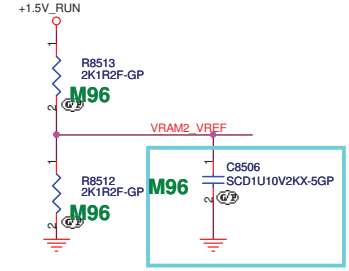 +1.5V_RUN
1
R8513
2K1R2F-GP
M96
G/P
2
VRAM2_VREF
1
R8512
2K1R2F-GP
M96
G/P
2
1
C8506
SCD1U10V2KX-5GP
M96
2
G/P